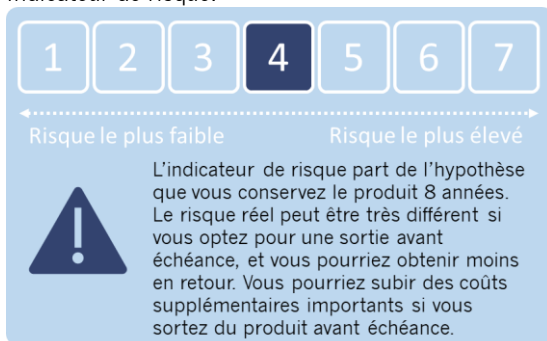 Indicateur de risque:
1 2 3 4 5 6 7
Risque le plus faible Risque le plus élevé
L'indicateur de risque part de l'hypothèse
que vous conservez le produit 8 années.
Le risque réel peut être très différent si
vous optez pour une sortie avant
échéance, et vous pourriez obtenir moins
en retour. Vous pourriez subir des coûts
supplémentaires importants si vous
sortez du produit avant échéance.